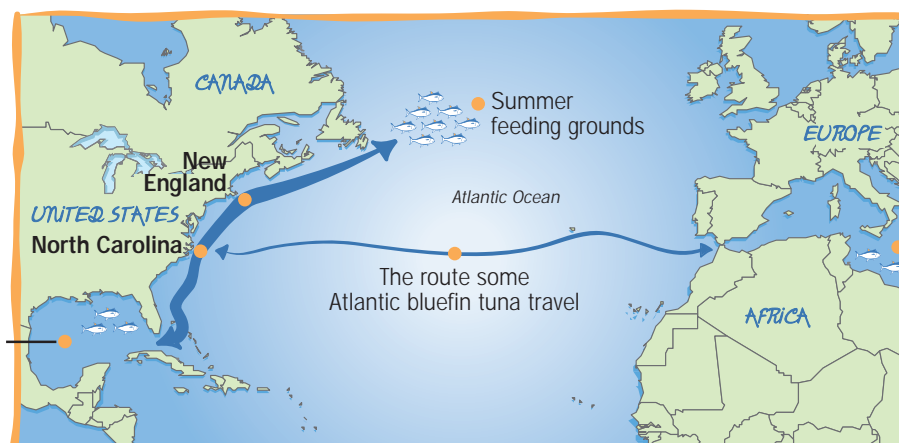 CANADA
Summer
feeding grounds
EUROPE
New
England
Atlantic Ocean
UNITED STATES
North Carolina
The route some
Atlantic bluefin tuna travel
AFRICA